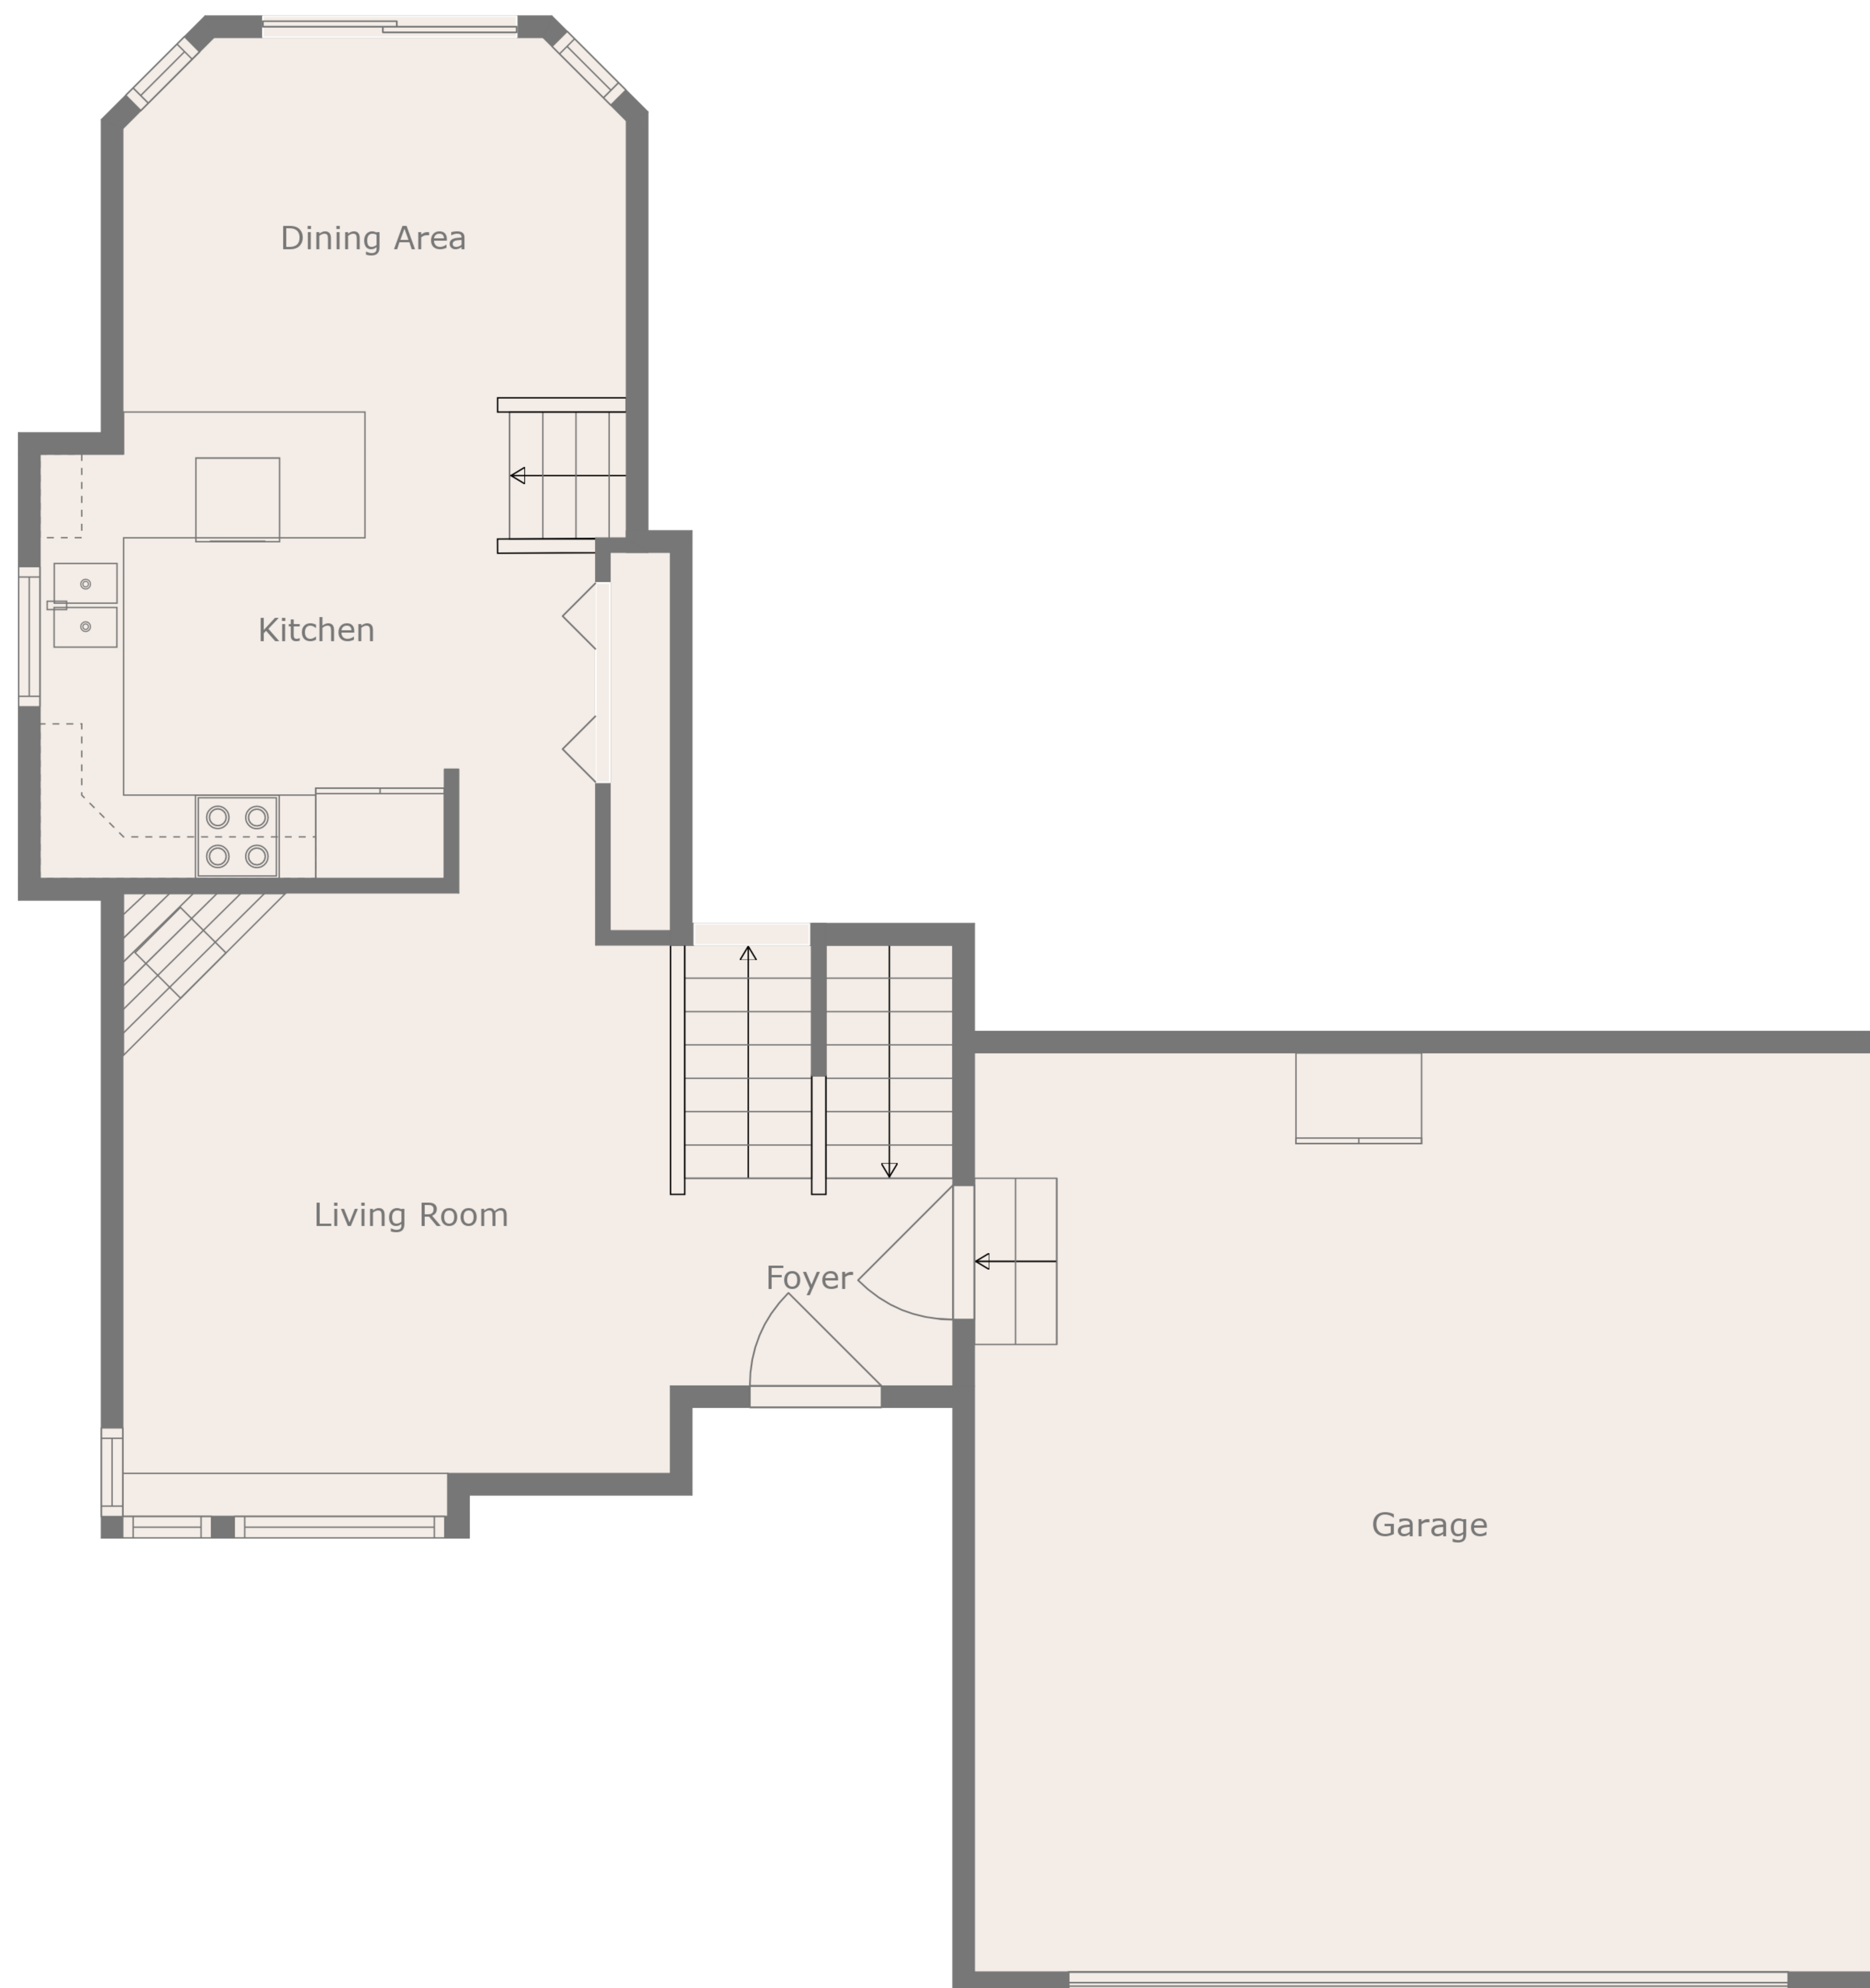 Dining Area
Kitchen
Living Room
Foyer
Garage